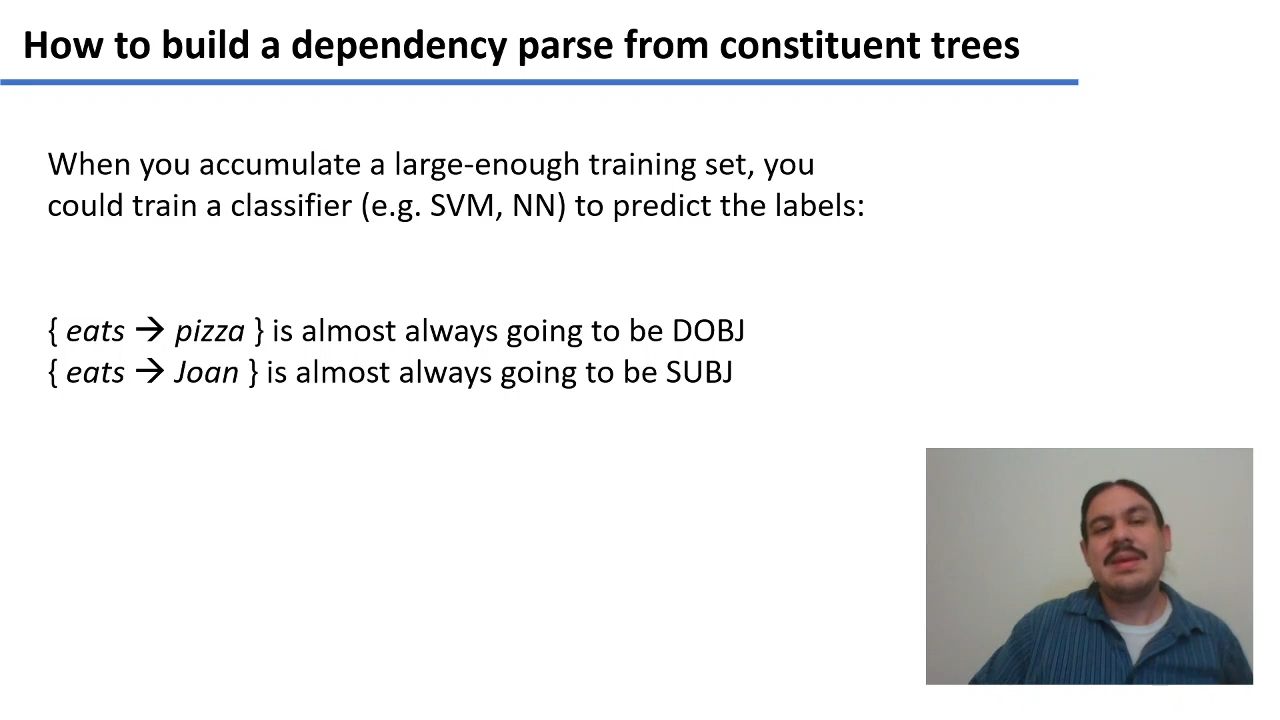 How to build a dependency parse from constituent trees
When you accumulate a large-enough training set, you
could train a classifier (e.g. SVM, NN) to predict the labels:
{ eats → pizza } is almost always going to be DOBJ
{ eats → Joan } is almost always going to be SUBJ